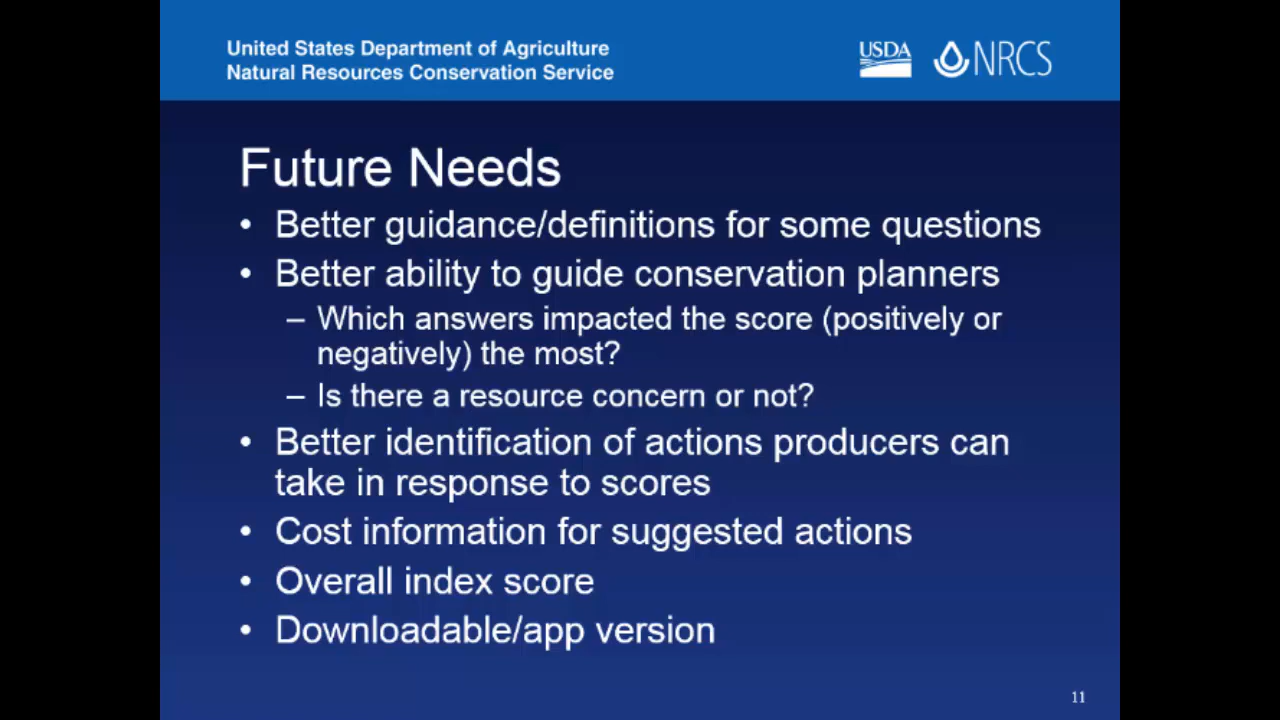 United States Department of Agriculture
Natural Resources Conservation Service
USDA
NRCS
Future Needs
• Better guidance/definitions for some questions
• Better ability to guide conservation planners
– Which answers impacted the score (positively or
negatively) the most?
– Is there a resource concern or not?
• Better identification of actions producers can
take in response to scores
• Cost information for suggested actions
• Overall index score
• Downloadable/app version
11